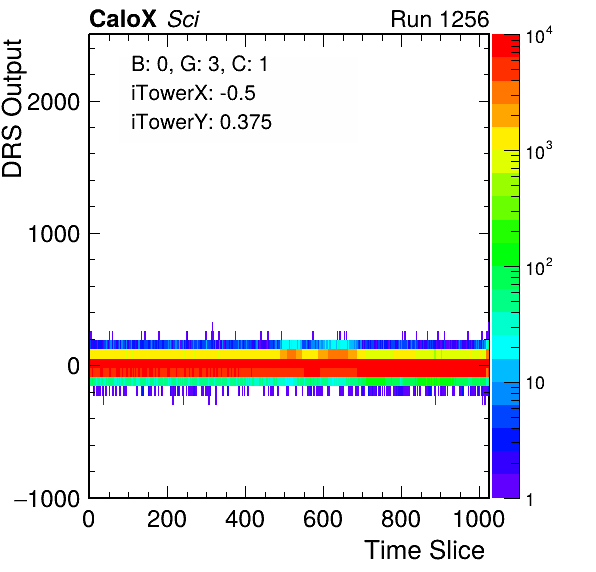 CaloX Sci Run 1256
B: 0, G: 3, C: 1
iTowerX: -0.5
iTowerY: 0.375
DRS Output
2000
1000
0
−1000
0 200 400 600 800 1000
Time Slice
10⁴
10³
10²
10
1